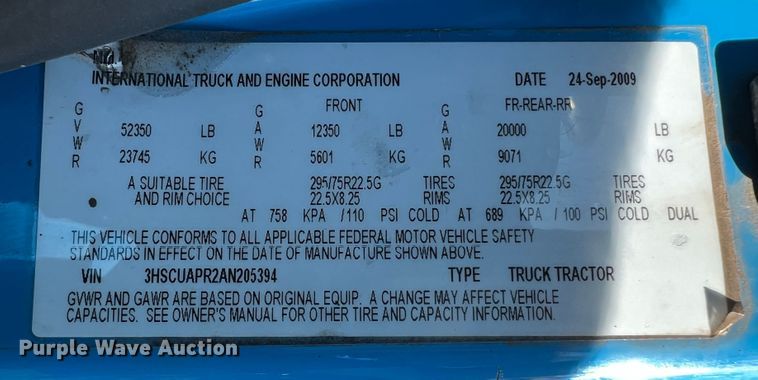 INTERNATIONAL TRUCK AND ENGINE CORPORATION DATE 24-Sep-2009
GVWR 52350 LB GAWR FRONT 12350 LB GAWR FR-REAR-RR 20000 LB
23745 KG 5601 KG 9071 KG
A SUITABLE TIRE 295/75R22.5G TIRES 295/75R22.5G TIRES
AND RIM CHOICE 22.5X8.25 RIMS 22.5X8.25 RIMS
AT 758 KPA /110 PSI COLD AT 689 KPA / 100 PSI COLD DUAL
THIS VEHICLE CONFORMS TO ALL APPLICABLE FEDERAL MOTOR VEHICLE SAFETY
STANDARDS IN EFFECT ON THE DATE OF MANUFACTURE SHOWN ABOVE.
VIN 3HSCUAPR2AN205394 TYPE TRUCK TRACTOR
GVWR AND GAWR ARE BASED ON ORIGINAL EQUIP. A CHANGE MAY AFFECT VEHICLE
CAPACITIES. SEE OWNER'S MANUAL FOR OTHER TIRE AND CAPACITY INFORMATION.
Purple Wave Auction